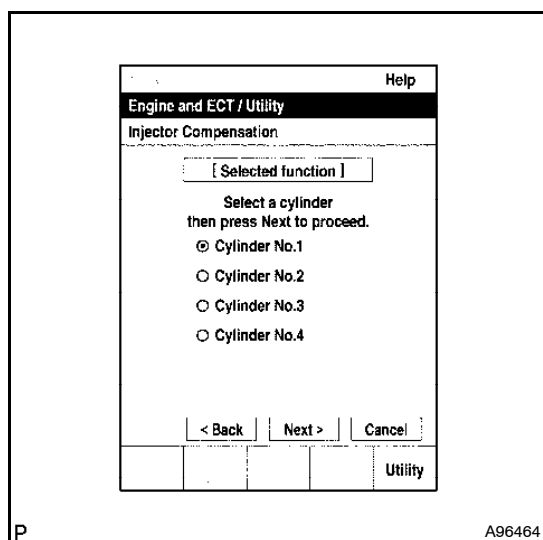 Help
Engine and ECT / Utility
Injector Compensation
[ Selected function ]
Select a cylinder
then press Next to proceed.
Cylinder No.1
Cylinder No.2
Cylinder No.3
Cylinder No.4
< Back Next > Cancel
Utility
P A96464